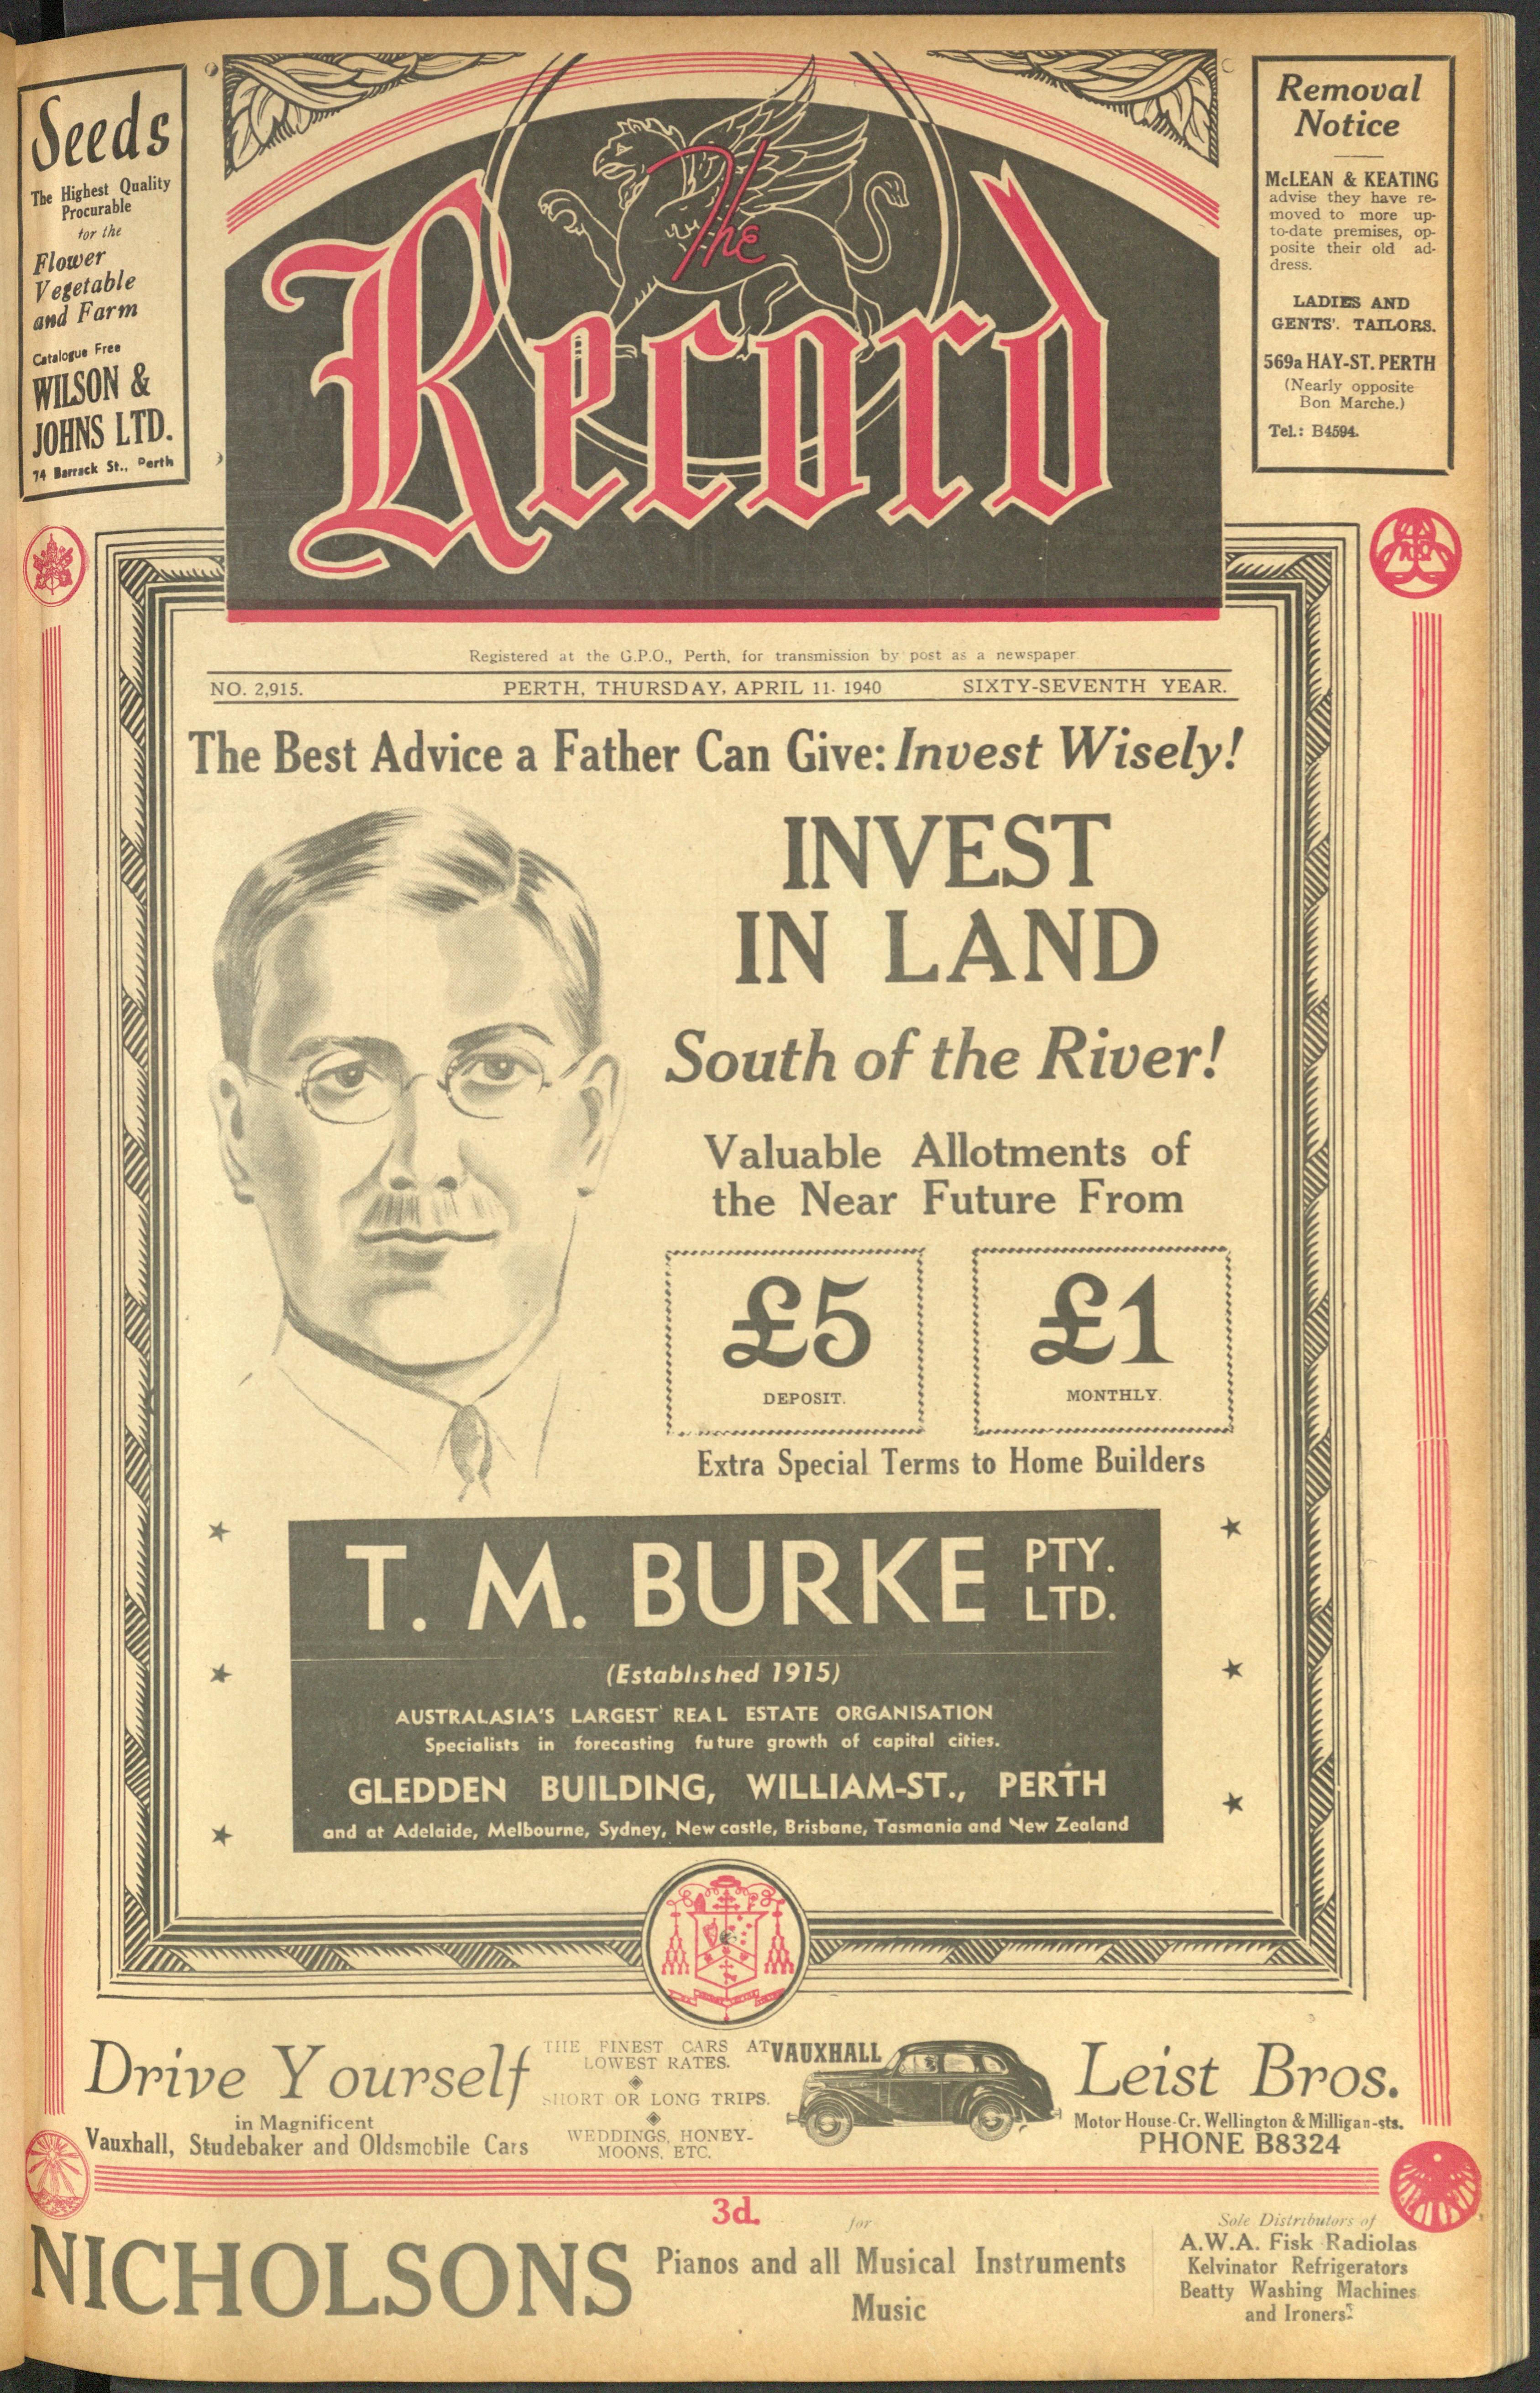 Seeds
The Highest Quality
Procurable
for the
Flower
Vegetable
and Farm
Catalogue Free
WILSON &
JOHNS LTD.
74 Barrack St., Perth
The
Record
Removal
Notice
McLEAN & KEATING
advise they have re-
moved to more up-
to-date premises, op-
posite their old ad-
dress.
LADIES AND
GENTS'. TAILORS.
569a HAY-ST. PERTH
(Nearly opposite
Bon Marche.)
Tel.: B4594.
Registered at the G.P.O., Perth, for transmission by post as a newspaper
NO. 2,915. PERTH, THURSDAY, APRIL 11. 1940 SIXTY-SEVENTH YEAR.
The Best Advice a Father Can Give: Invest Wisely!
INVEST
IN LAND
South of the River!
Valuable Allotments of
the Near Future From
£5
DEPOSIT.
£1
MONTHLY.
Extra Special Terms to Home Builders
T. M. BURKE PTY.
LTD.
(Established 1915)
AUSTRALASIA'S LARGEST REAL ESTATE ORGANISATION
Specialists in forecasting future growth of capital cities.
GLEDDEN BUILDING, WILLIAM-ST., PERTH
and at Adelaide, Melbourne, Sydney, Newcastle, Brisbane, Tasmania and New Zealand
Drive Yourself
in Magnificent
Vauxhall, Studebaker and Oldsmobile Cars
THE FINEST CARS AT
LOWEST RATES.
SHORT OR LONG TRIPS.
WEDDINGS, HONEY-
MOONS, ETC.
VAUXHALL
Leist Bros.
Motor House-Cr. Wellington & Milligan-sts.
PHONE B8324
3d.
NICHOLSONS
for
Pianos and all Musical Instruments
Music
Sole Distributors of
A.W.A. Fisk Radiolas
Kelvinator Refrigerators
Beatty Washing Machines
and Ironers.